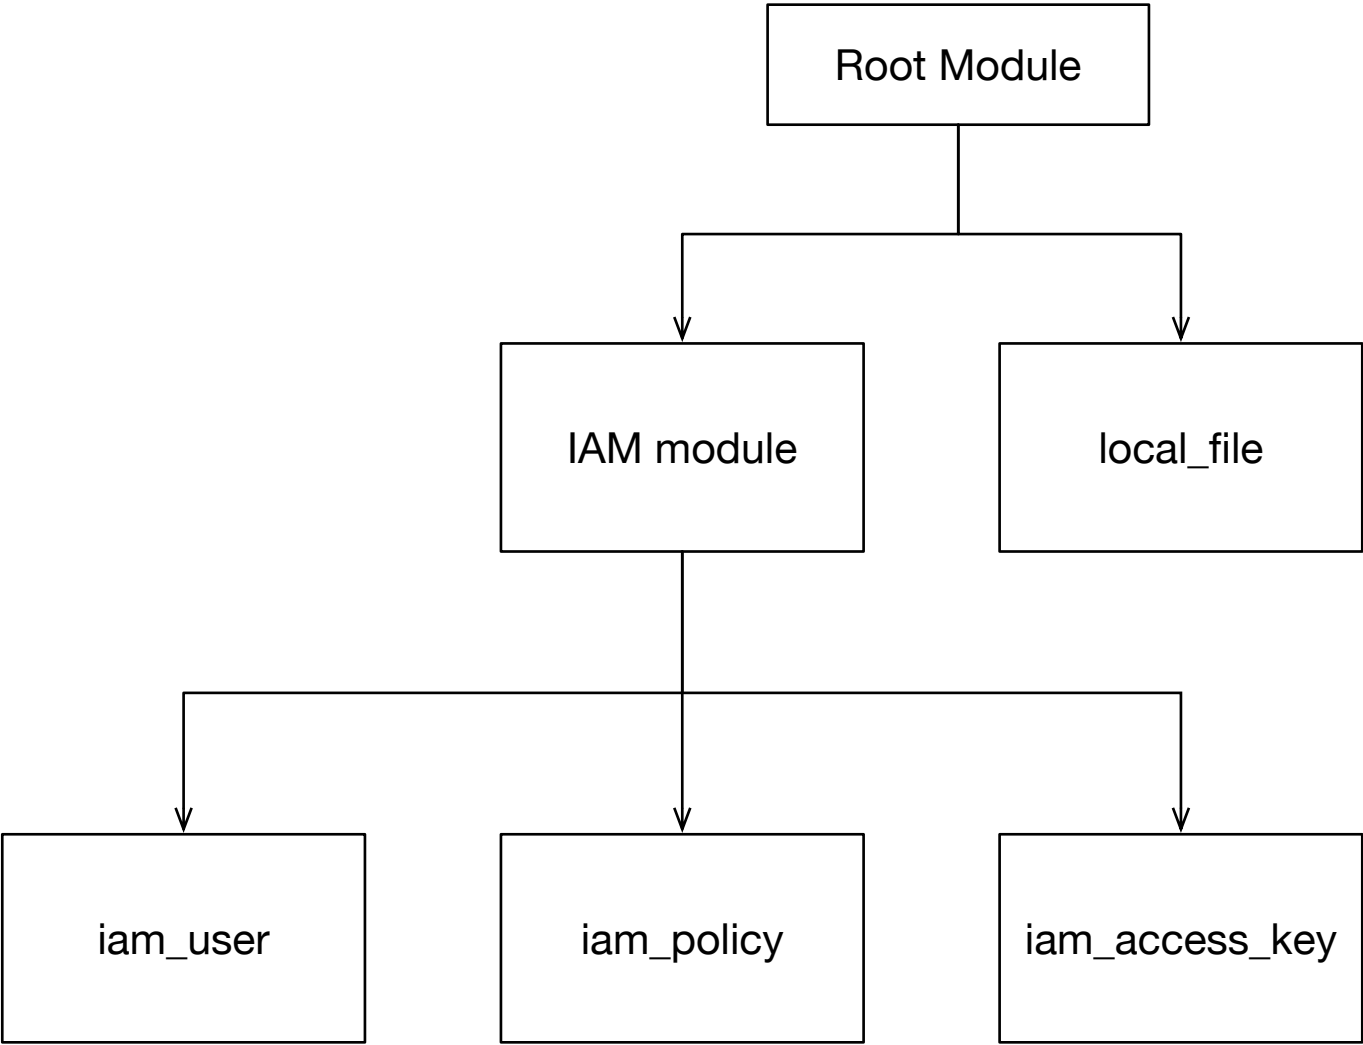 Root Module
IAM module
local_file
iam_user
iam_policy
iam_access_key